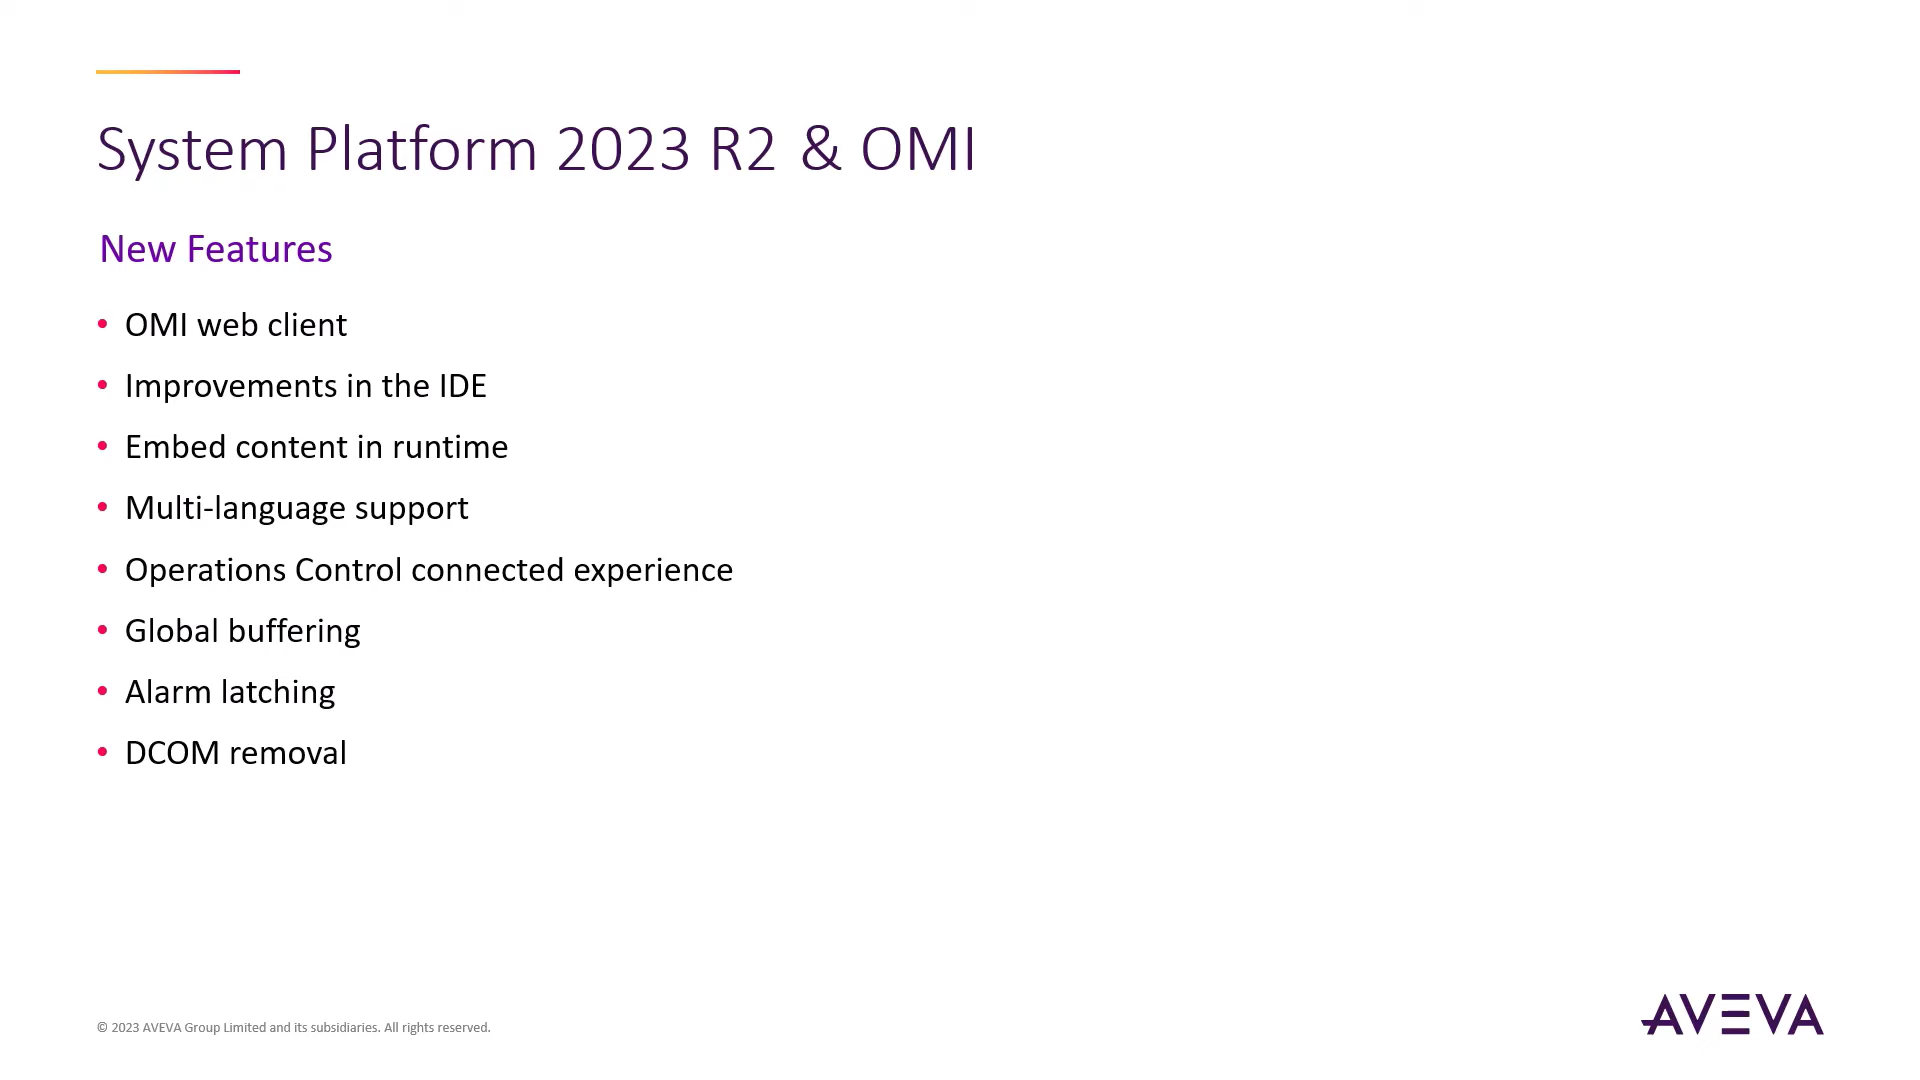 System Platform 2023 R2 & OMI
New Features
• OMI web client
• Improvements in the IDE
• Embed content in runtime
• Multi-language support
• Operations Control connected experience
• Global buffering
• Alarm latching
• DCOM removal
© 2023 AVEVA Group Limited and its subsidiaries. All rights reserved.
AVEVA